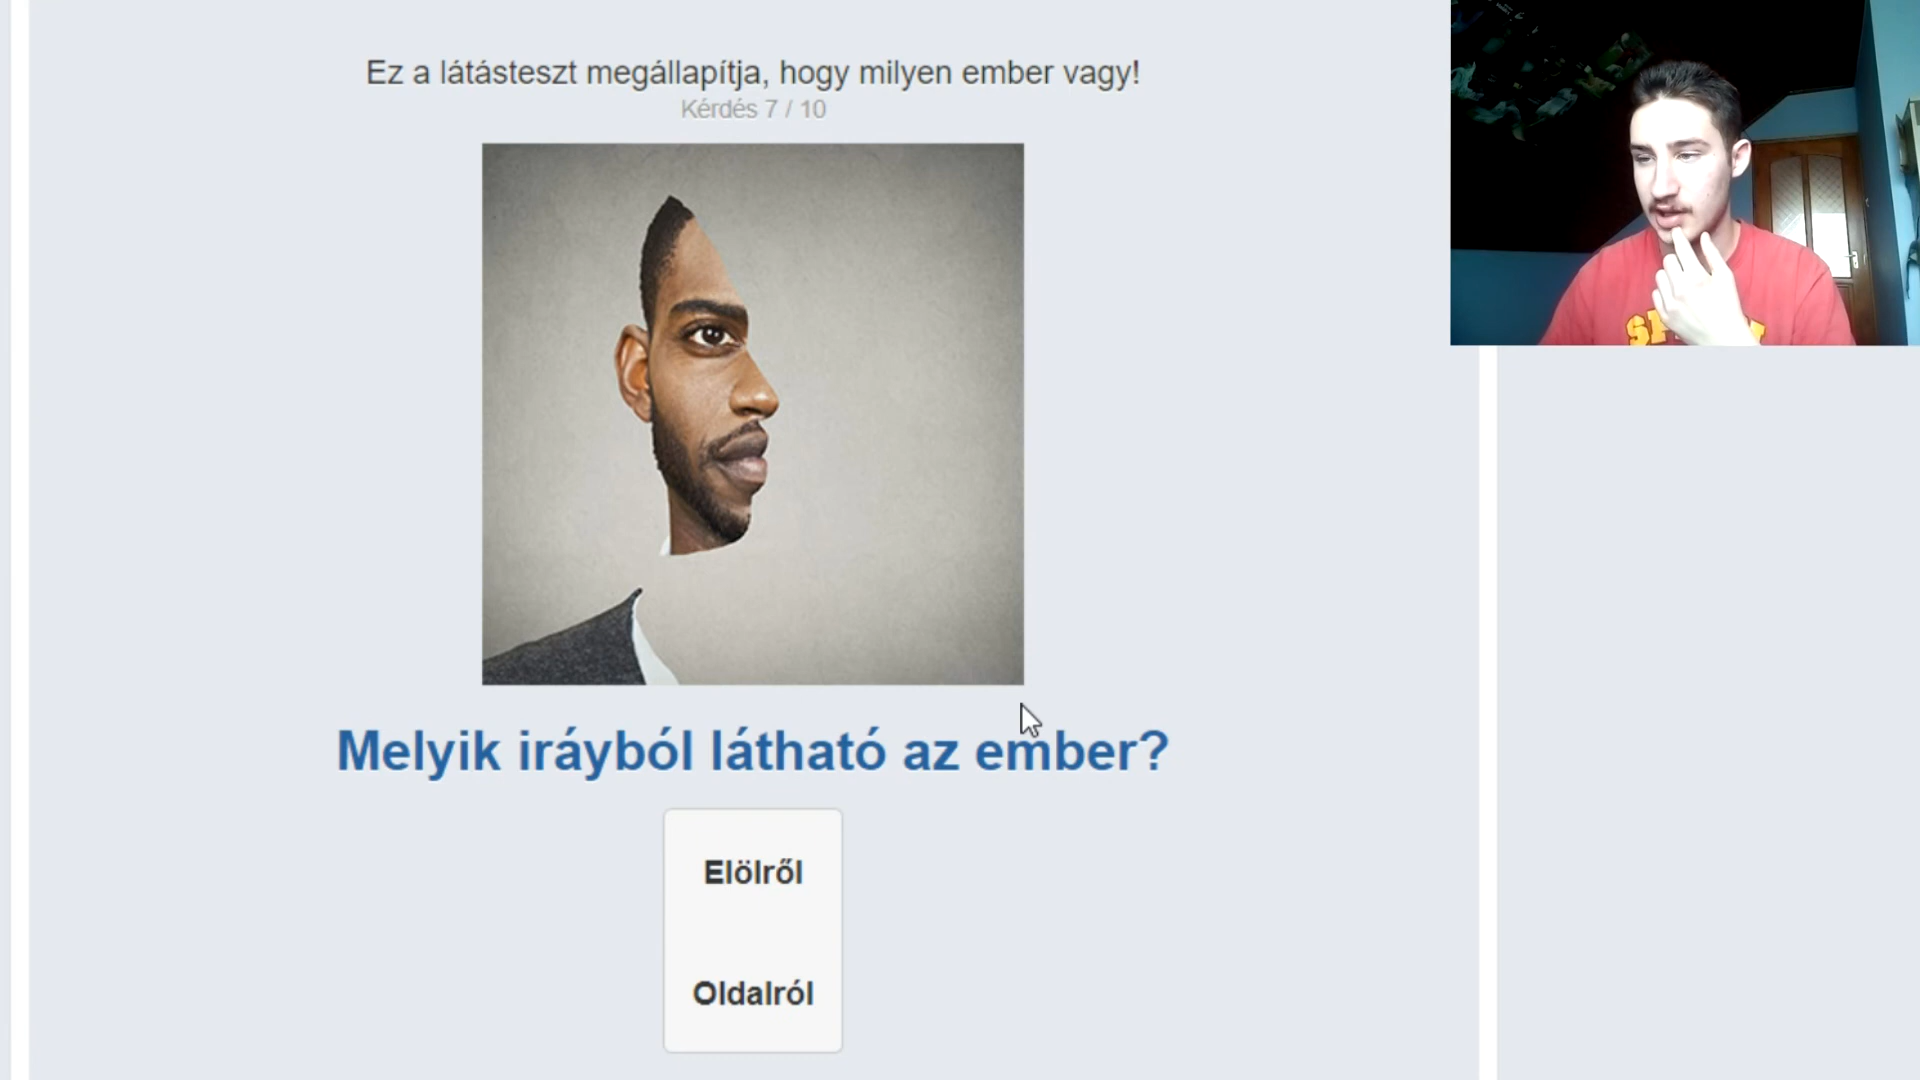 Ez a látásteszt megállapítja, hogy milyen ember vagy!
Kérdés 7 / 10
Melyik iráyból látható az ember?
Elölről
Oldalról